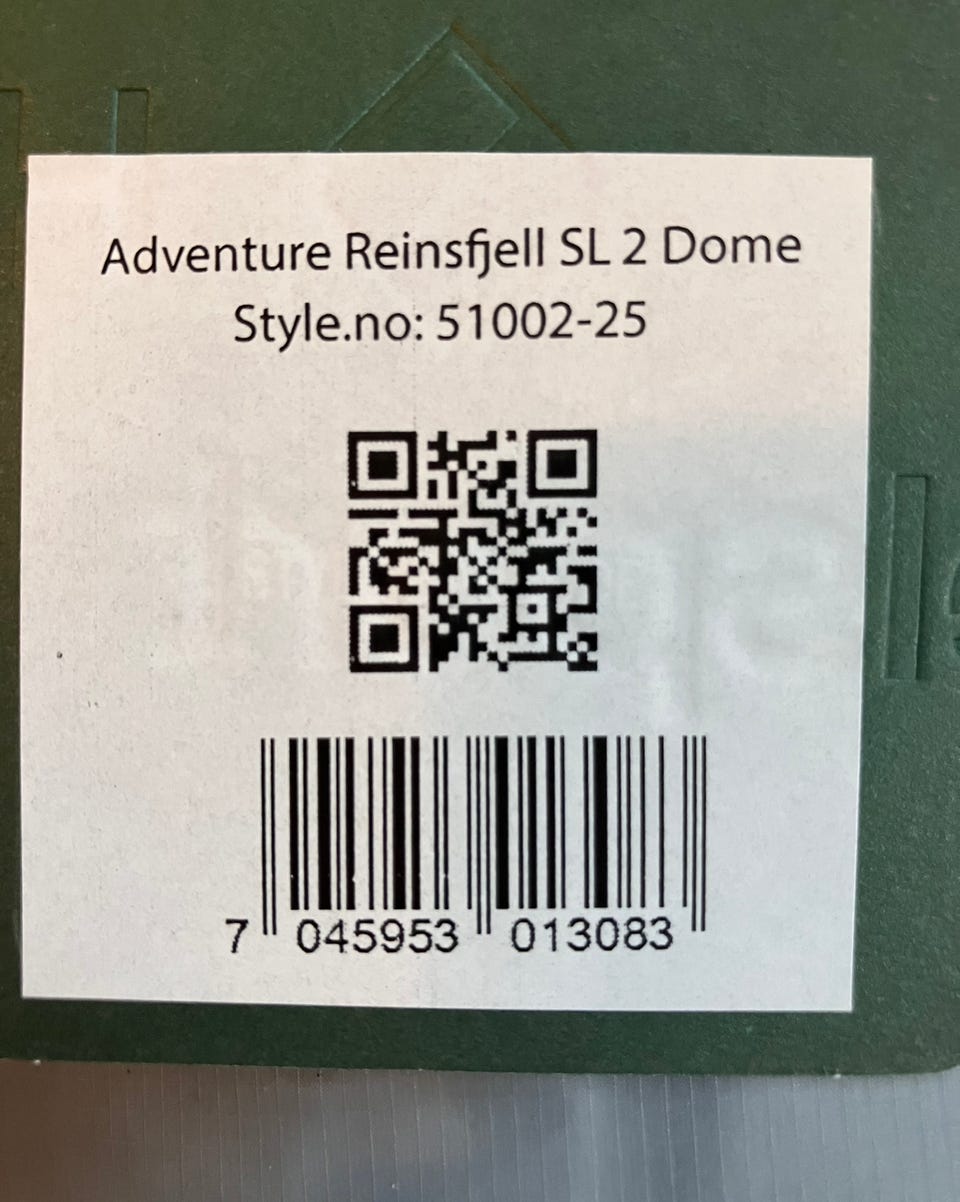 Adventure Reinsfjell SL 2 Dome
Style.no: 51002-25
7 045953 013083